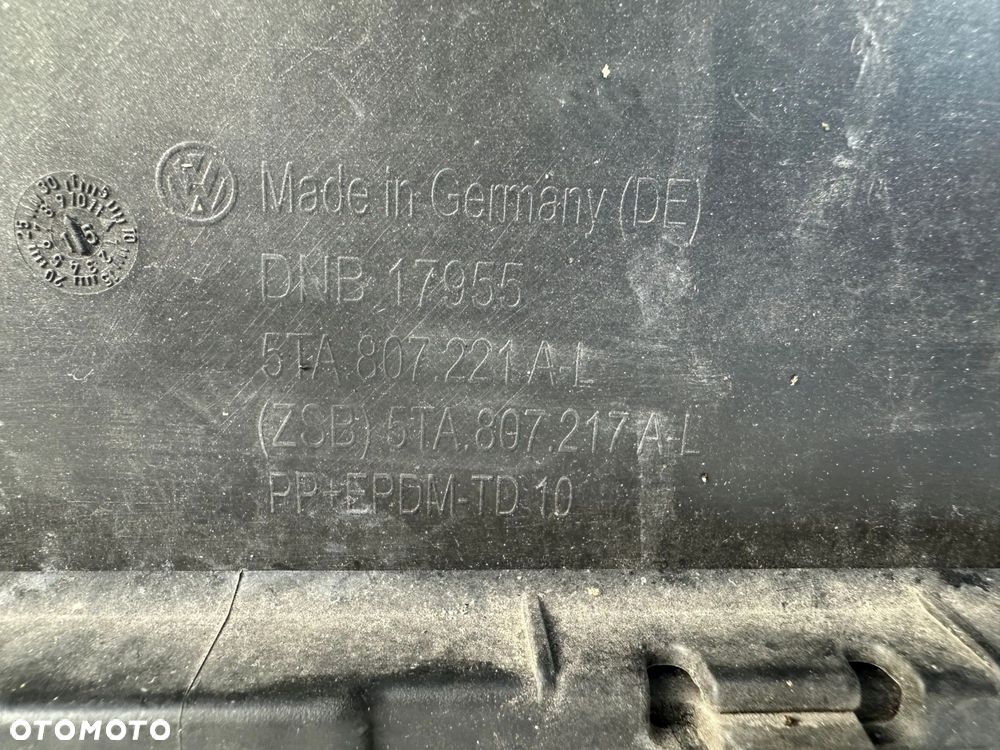 Made in Germany (DE)
DNB 17955
5TA.807.221 A-L
(ZSB) 5TA.807.217 A-L
PP+EPDM-TD 10
OTOMOTO